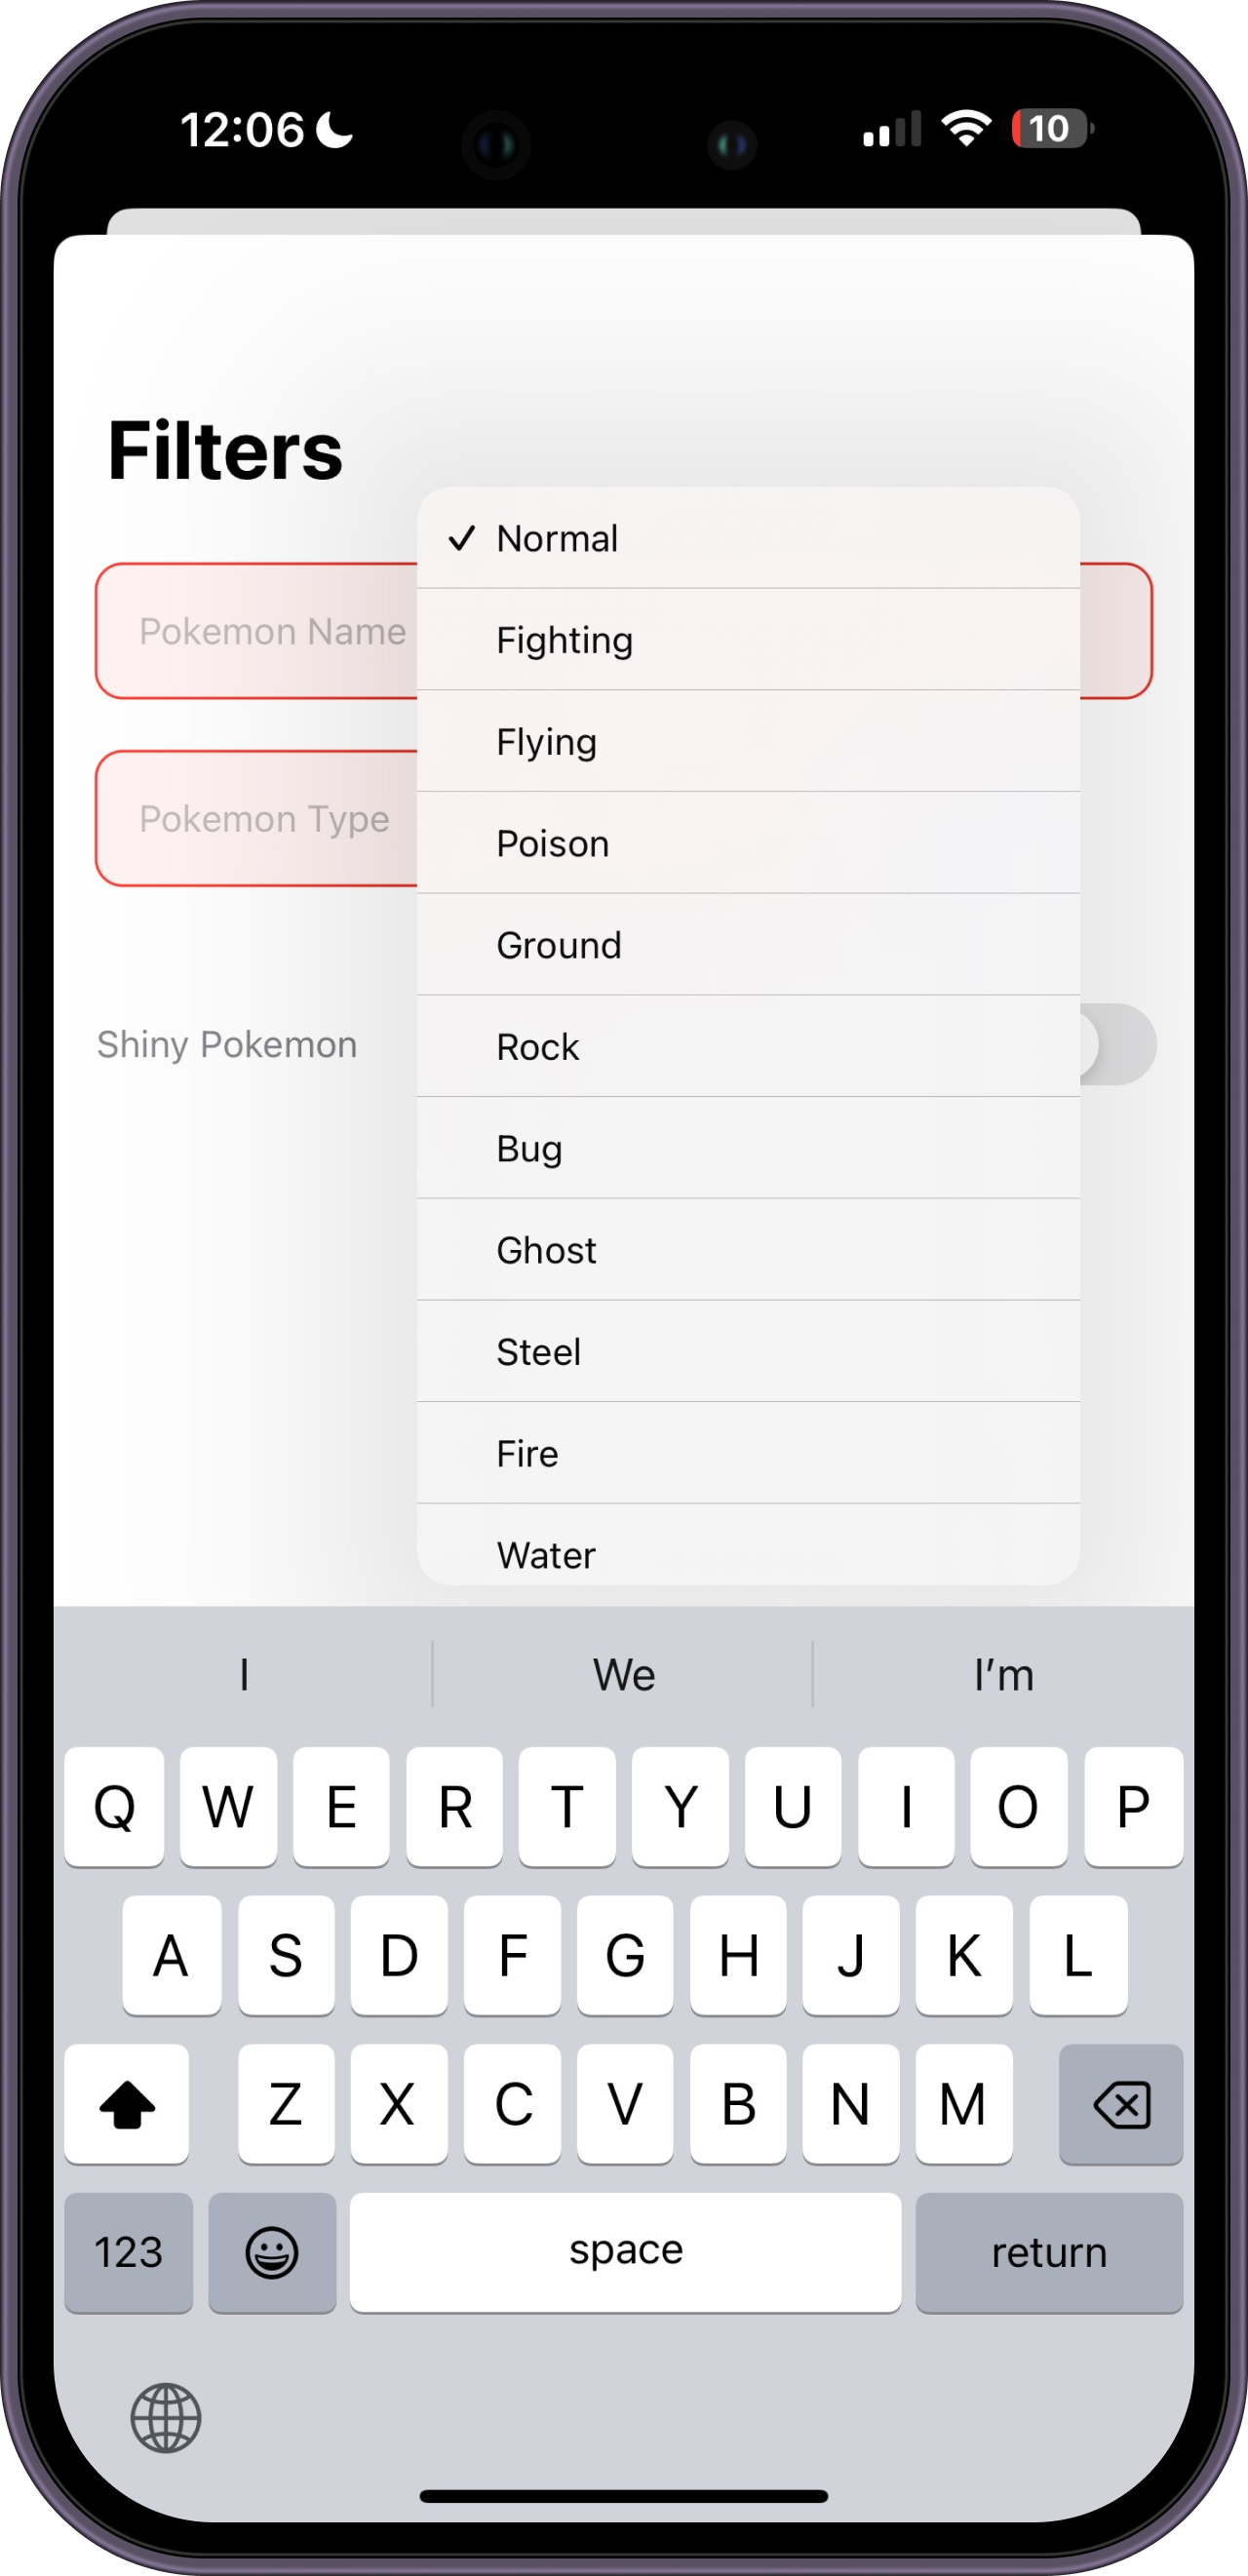 12:06
10
Filters
Pokemon Name
Pokemon Type
Shiny Pokemon
Normal
Fighting
Flying
Poison
Ground
Rock
Bug
Ghost
Steel
Fire
Water
I We I'm
Q W E R T Y U I O P
A S D F G H J K L
Z X C V B N M
123 space return